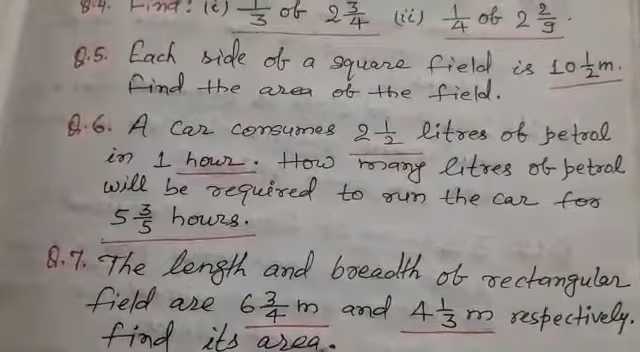 Q.4. Find: (i) 1/3 of 2 3/4 (ii) 1/4 of 2 2/9.
Q.5. Each side of a square field is 10 1/2 m.
find the area of the field.
Q.6. A car consumes 2 1/2 litres of petrol
in 1 hour. How many litres of petrol
will be required to run the car for
5 3/5 hours.
Q.7. The length and breadth of rectangular
field are 6 3/4 m and 4 1/3 m respectively.
find its area.